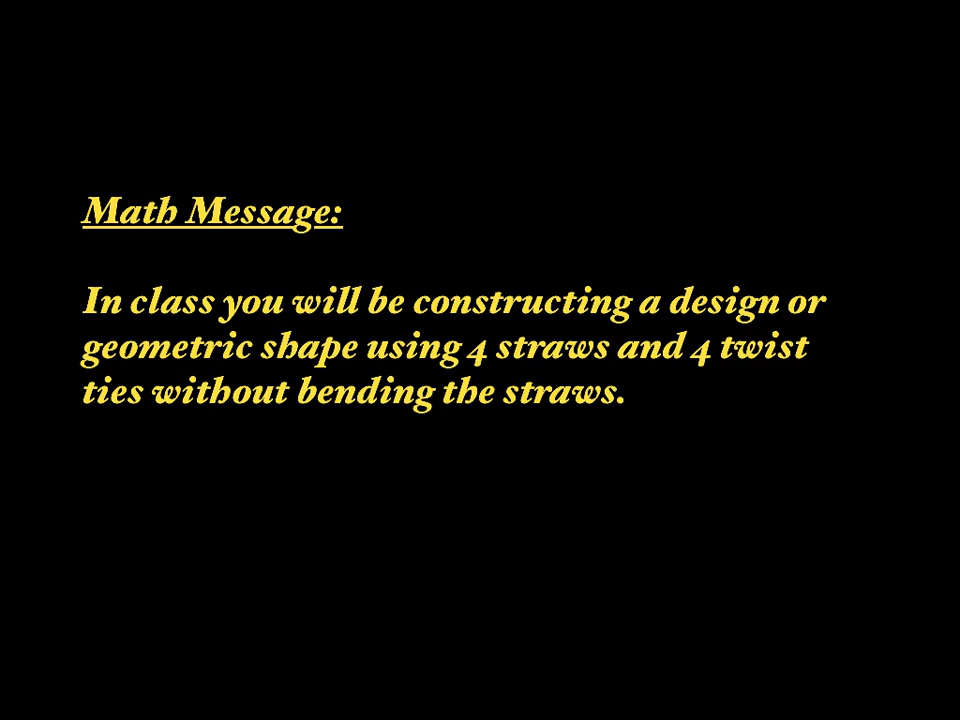 Math Message:
In class you will be constructing a design or
geometric shape using 4 straws and 4 twist
ties without bending the straws.